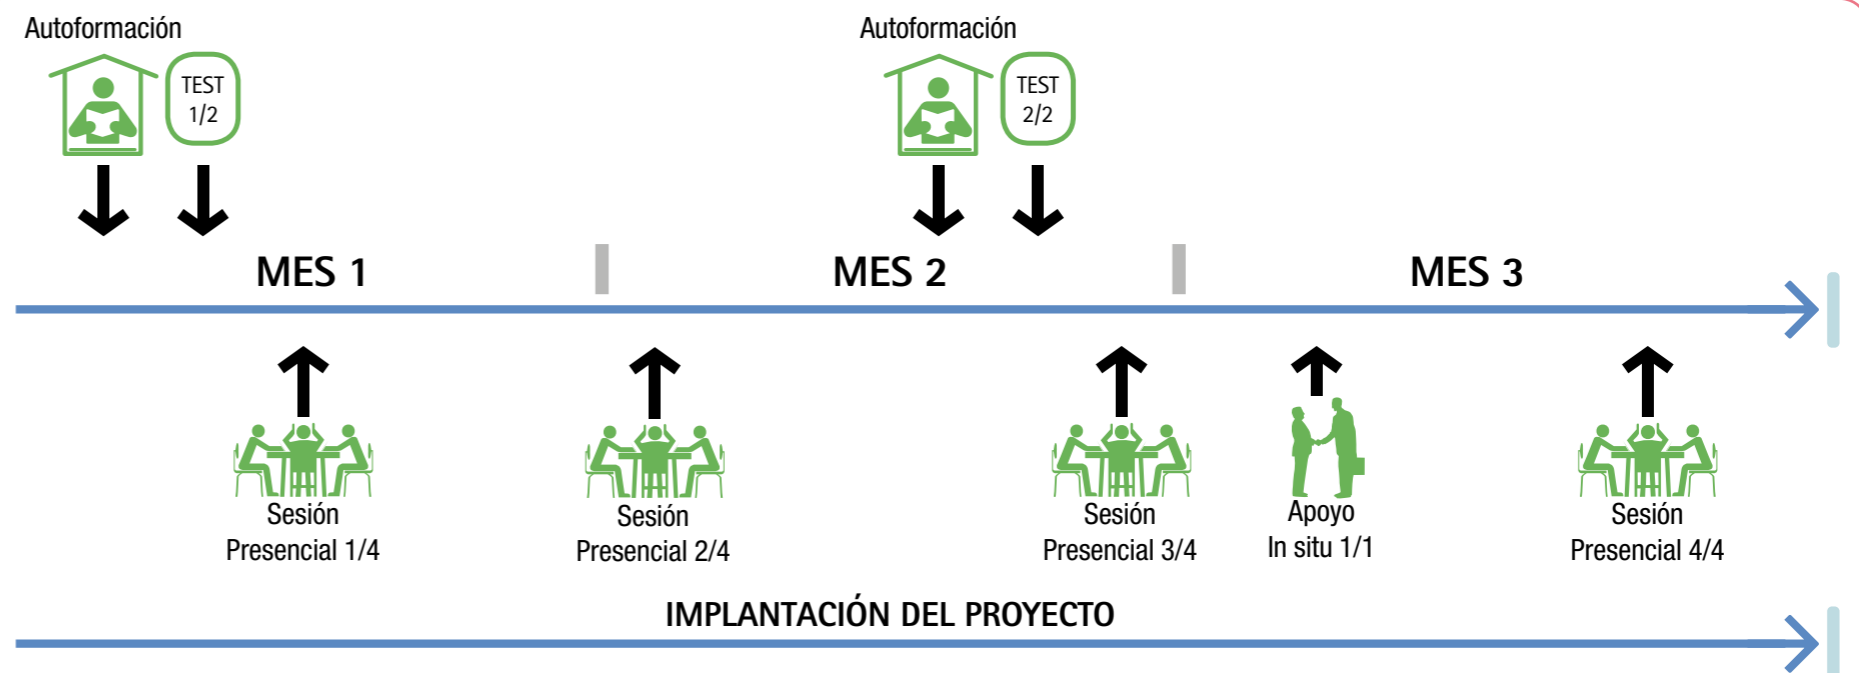 Autoformación
TEST
1/2
Autoformación
TEST
2/2
MES 1
MES 2
MES 3
Sesión
Presencial 1/4
Sesión
Presencial 2/4
Sesión
Presencial 3/4
Apoyo
In situ 1/1
Sesión
Presencial 4/4
IMPLANTACIÓN DEL PROYECTO